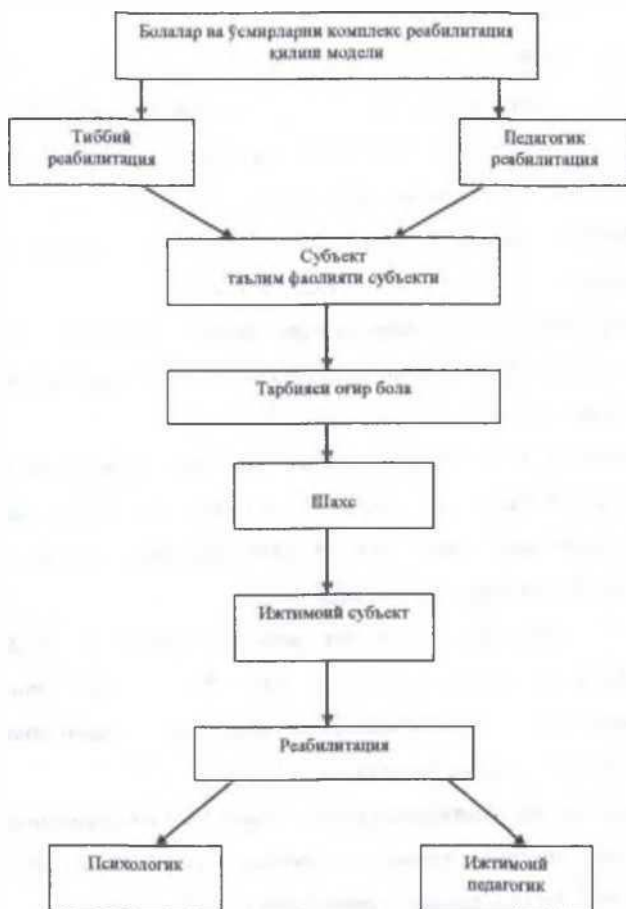 Болалар ва ўсмирларни комплекс реабилитация
қилиш модели
Тиббий
реабилитация
Педагогик
реабилитация
Субъект
таълим фаолияти субъекти
Тарбияси оғир бола
Шахс
Ижтимоий субъект
Реабилитация
Психологик
Ижтимоий
педагогик